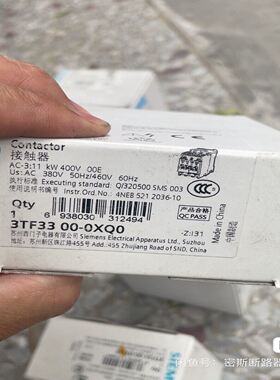 Contactor
接触器
AC-3:11 kW 400V 00E
Us: AC 380V 50Hz/460V 60Hz
执行标准 Executing standard: Q/320500 SMS 003
使用说明书编号 Instr.Ord.No.: 4NEB 521 2036-10
Qty
1
6 938030 312494
3TF33 00-0XQ0
苏州西门子电器有限公司 Siemens Electrical Apparatus Ltd., Suzhou
苏州新区珠江路455号 Add: 455 Zhujiang Road of SND, China
-Z:I31
产品合格
QC PASS
CCC
中国制造
Made in China
闲鱼号:密斯断路器